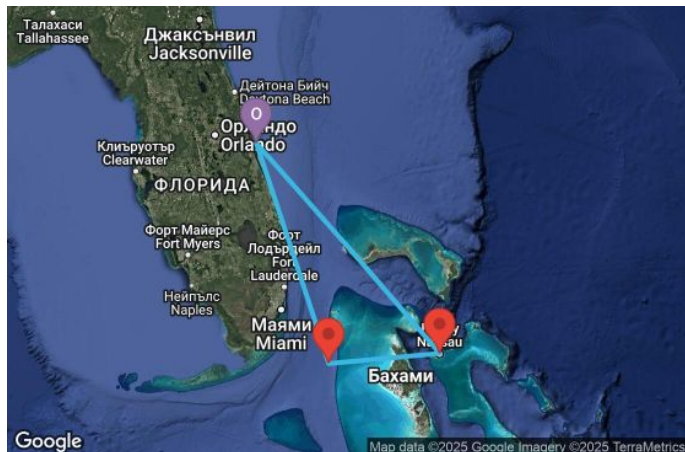 Талахаси
Tallahassee
Джаксънвил
Jacksonville
Дейтона Бийч
Daytona Beach
O
Орландо
Orlando
Клиъруотър
Clearwater
ФЛОРИДА
Форт Майерс
Fort Myers
Форт
Лодърдейл
Fort
Lauderdale
Нейпълс
Naples
Маями
Miami
Nassau
Бахами
Google
Map data ©2025 Google Imagery ©2025 TerraMetrics